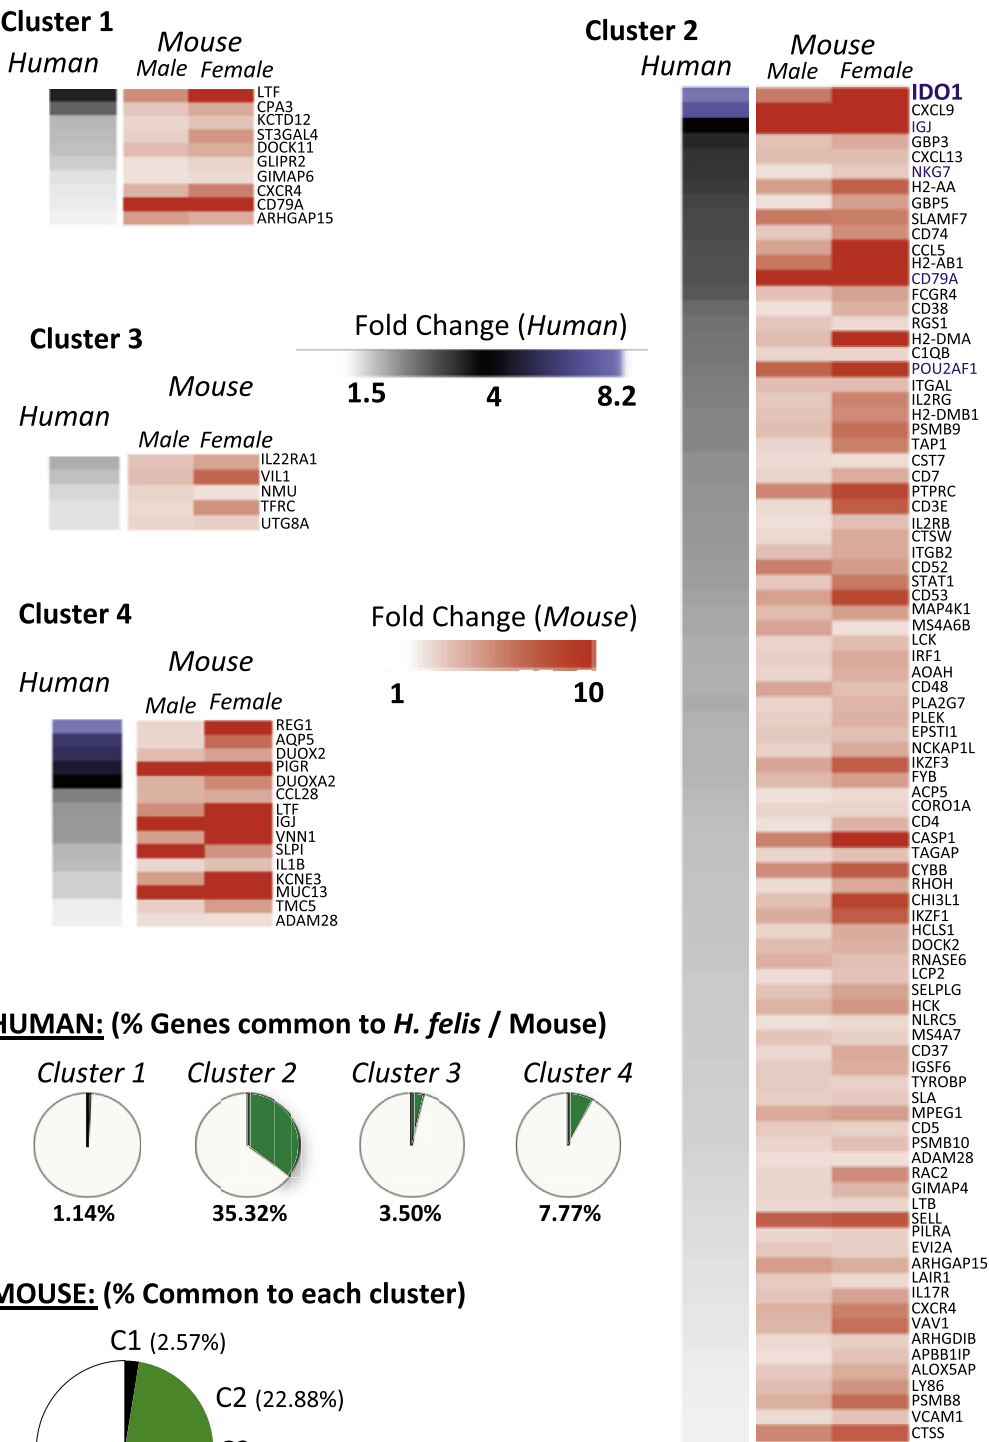 Cluster 1
Human
Mouse
Male Female
LTF
CPA3
KCTD12
ST3GAL4
DOCK11
GLIPR2
GIMAP6
CXCR4
CD79A
ARHGAP15
Cluster 3
Human
Mouse
Male Female
IL22RA1
VIL1
NMU
TFRC
UTG8A
Fold Change (Human)
1.5 4 8.2
Cluster 4
Human
Mouse
Male Female
REG1
AQP5
DUOX2
PIGR
DUOXA2
CCL28
LTF
IGJ
VNN1
SLPI
IL1B
KCNE3
MUC13
TMC5
ADAM28
Fold Change (Mouse)
1 10
HUMAN: (% Genes common to H. felis / Mouse)
Cluster 1 Cluster 2 Cluster 3 Cluster 4
1.14% 35.32% 3.50% 7.77%
MOUSE: (% Common to each cluster)
C1 (2.57%)
C2 (22.88%)
Cluster 2
Human
Mouse
Male Female
IDO1
CXCL9
IGJ
GBP3
CXCL13
NKG7
H2-AA
GBP5
SLAMF7
CD74
CCL5
H2-AB1
CD79A
FCGR4
CD38
RGS1
H2-DMA
C1QB
POU2AF1
ITGAL
IL2RG
H2-DMB1
PSMB9
TAP1
CST7
CD7
PTPRC
CD3E
IL2RB
CTSW
ITGB2
CD52
STAT1
CD53
MAP4K1
MS4A6B
LCK
IRF1
AOAH
CD48
PLA2G7
PLEK
EPSTI1
NCKAP1L
IKZF3
FYB
ACP5
CORO1A
CD4
CASP1
TAGAP
CYBB
RHOH
CHI3L1
IKZF1
HCLS1
DOCK2
RNASE6
LCP2
SELPLG
HCK
NLRC5
MS4A7
CD37
IGSF6
TYROBP
SLA
MPEG1
CD5
PSMB10
ADAM28
RAC2
GIMAP4
LTB
SELL
PILRA
EVI2A
ARHGAP15
LAIR1
IL17R
CXCR4
VAV1
ARHGDIB
APBB1IP
ALOX5AP
LY86
PSMB8
VCAM1
CTSS